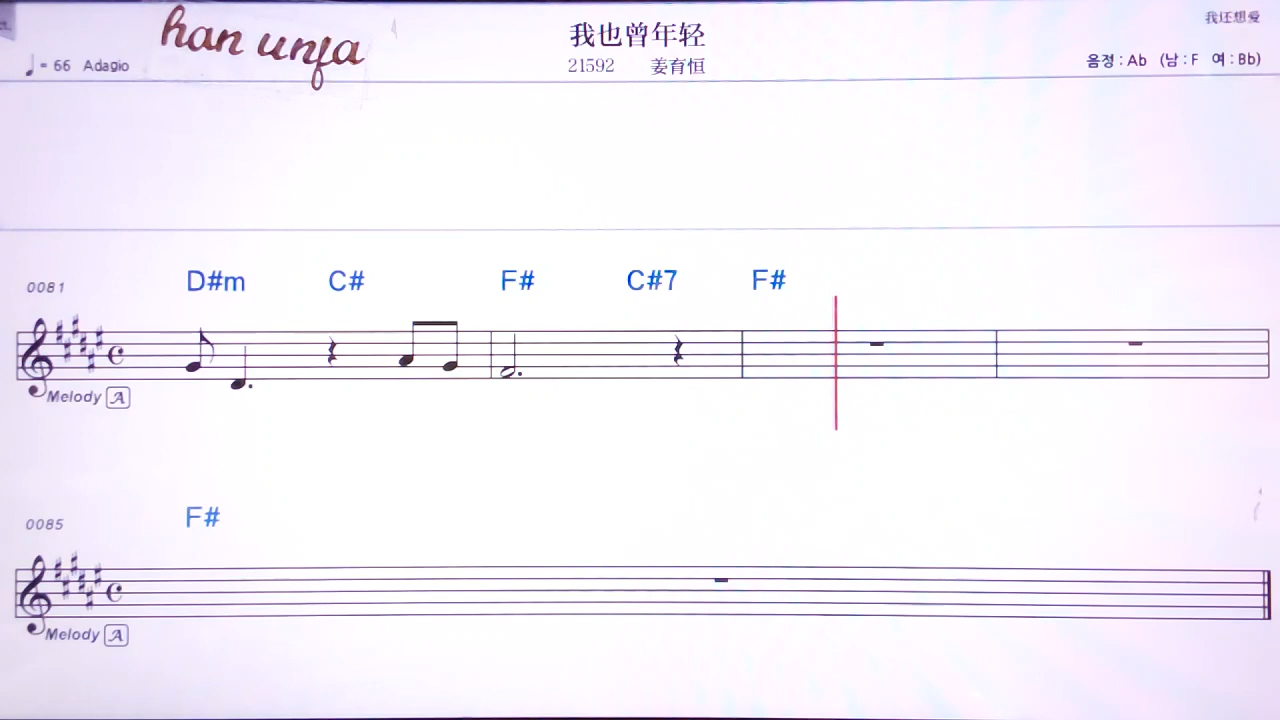 han unfa
我也曾年轻
我还想爱
♩= 66 Adagio
21592 姜育恒
음정 : Ab (남 : F 여 : Bb)
0081
D#m C# F# C#7 F#
Melody A
0085
F#
Melody A